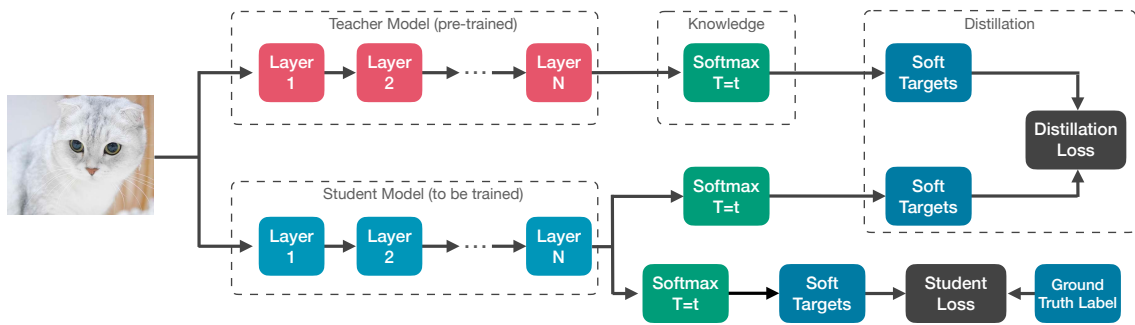 Teacher Model (pre-trained)
Knowledge
Distillation
Layer
1
Layer
2
Layer
N
Softmax
T=t
Soft
Targets
Distillation
Loss
Student Model (to be trained)
Layer
1
Layer
2
Layer
N
Softmax
T=t
Soft
Targets
Softmax
T=t
Soft
Targets
Student
Loss
Ground
Truth Label